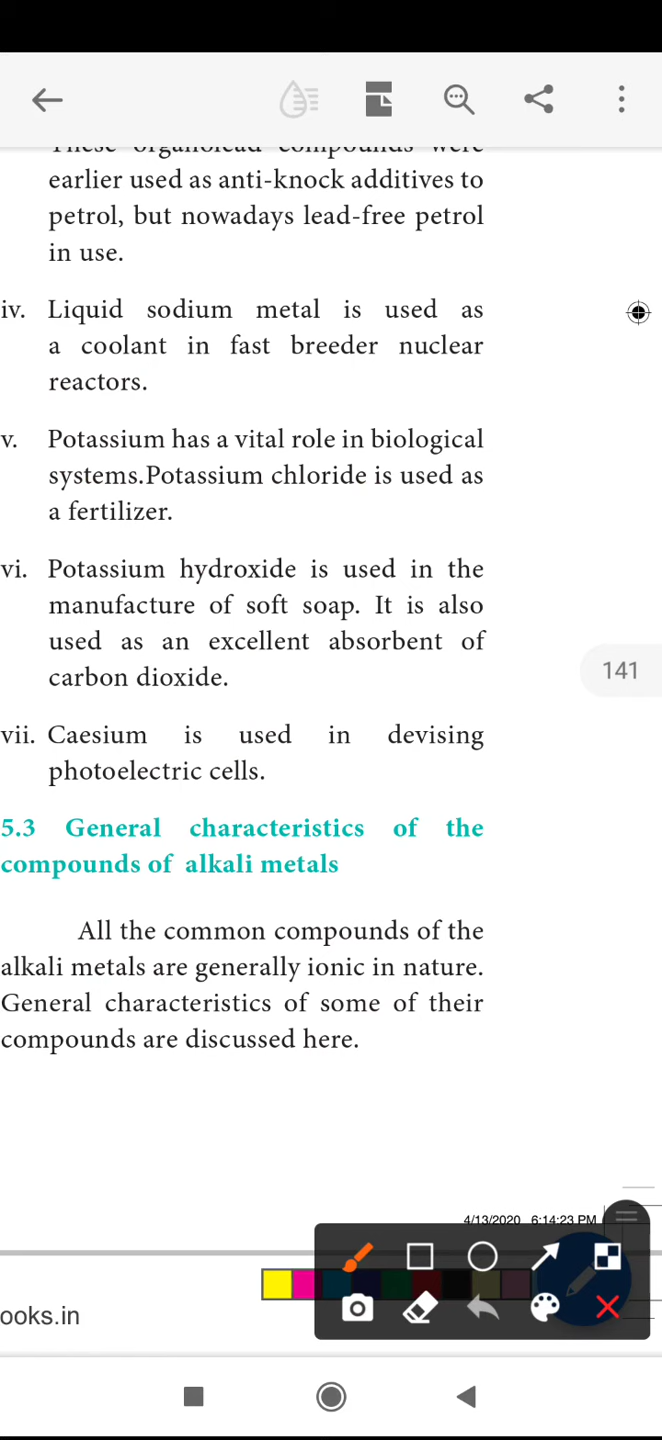 These organolead compounds were
earlier used as anti-knock additives to
petrol, but nowadays lead-free petrol
in use.
iv. Liquid sodium metal is used as
a coolant in fast breeder nuclear
reactors.
v. Potassium has a vital role in biological
systems.Potassium chloride is used as
a fertilizer.
vi. Potassium hydroxide is used in the
manufacture of soft soap. It is also
used as an excellent absorbent of
carbon dioxide.
141
vii. Caesium is used in devising
photoelectric cells.
5.3 General characteristics of the
compounds of alkali metals
All the common compounds of the
alkali metals are generally ionic in nature.
General characteristics of some of their
compounds are discussed here.
4/13/2020 6:14:23 PM
ooks.in